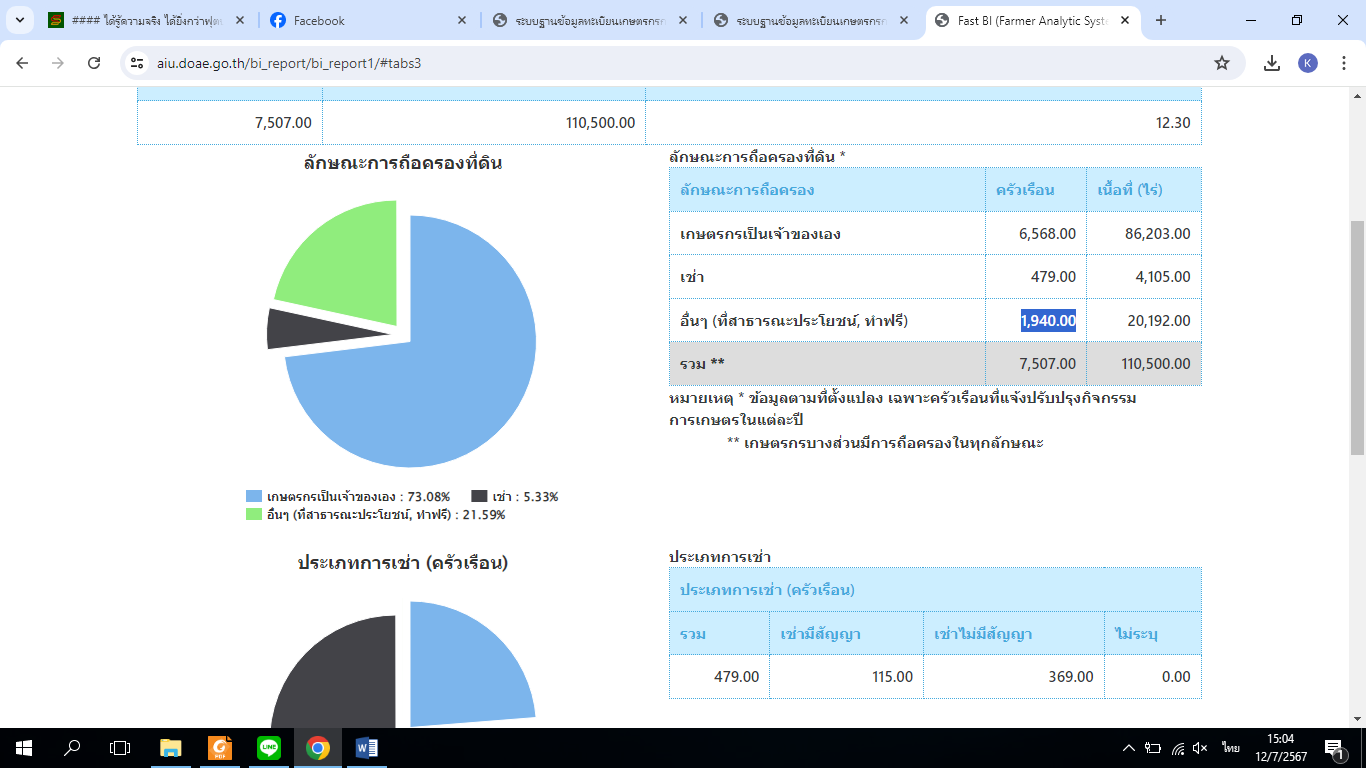 #### ได้รู้ความจริง ได้ยิ่งกว่าฟุตบ
Facebook
ระบบฐานข้อมูลทะเบียนเกษตรกรก
ระบบฐานข้อมูลทะเบียนเกษตรกรก
Fast BI (Farmer Analytic Syste
aiu.doae.go.th/bi_report/bi_report1/#tabs3
K
7,507.00 110,500.00 12.30
ลักษณะการถือครองที่ดิน
ลักษณะการถือครองที่ดิน *
ลักษณะการถือครอง ครัวเรือน เนื้อที่ (ไร่)
เกษตรกรเป็นเจ้าของเอง 6,568.00 86,203.00
เช่า 479.00 4,105.00
อื่นๆ (ที่สาธารณะประโยชน์, ทำฟรี) 1,940.00 20,192.00
รวม ** 7,507.00 110,500.00
หมายเหตุ * ข้อมูลตามที่ตั้งแปลง เฉพาะครัวเรือนที่แจ้งปรับปรุงกิจกรรม
การเกษตรในแต่ละปี
** เกษตรกรบางส่วนมีการถือครองในทุกลักษณะ
เกษตรกรเป็นเจ้าของเอง : 73.08% เช่า : 5.33%
อื่นๆ (ที่สาธารณะประโยชน์, ทำฟรี) : 21.59%
ประเภทการเช่า (ครัวเรือน)
ประเภทการเช่า
ประเภทการเช่า (ครัวเรือน)
รวม เช่ามีสัญญา เช่าไม่มีสัญญา ไม่ระบุ
479.00 115.00 369.00 0.00
PDF
LINE
ไทย
15:04
12/7/2567
1